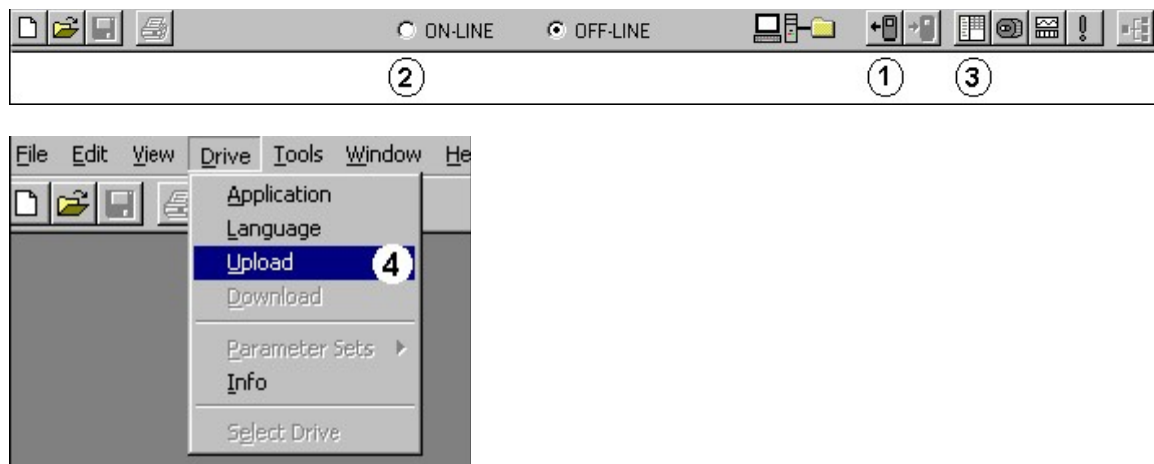 ON-LINE OFF-LINE
2 1 3
File Edit View Drive Tools Window He
Application
Language
Upload 4
Download
Parameter Sets
Info
Select Drive